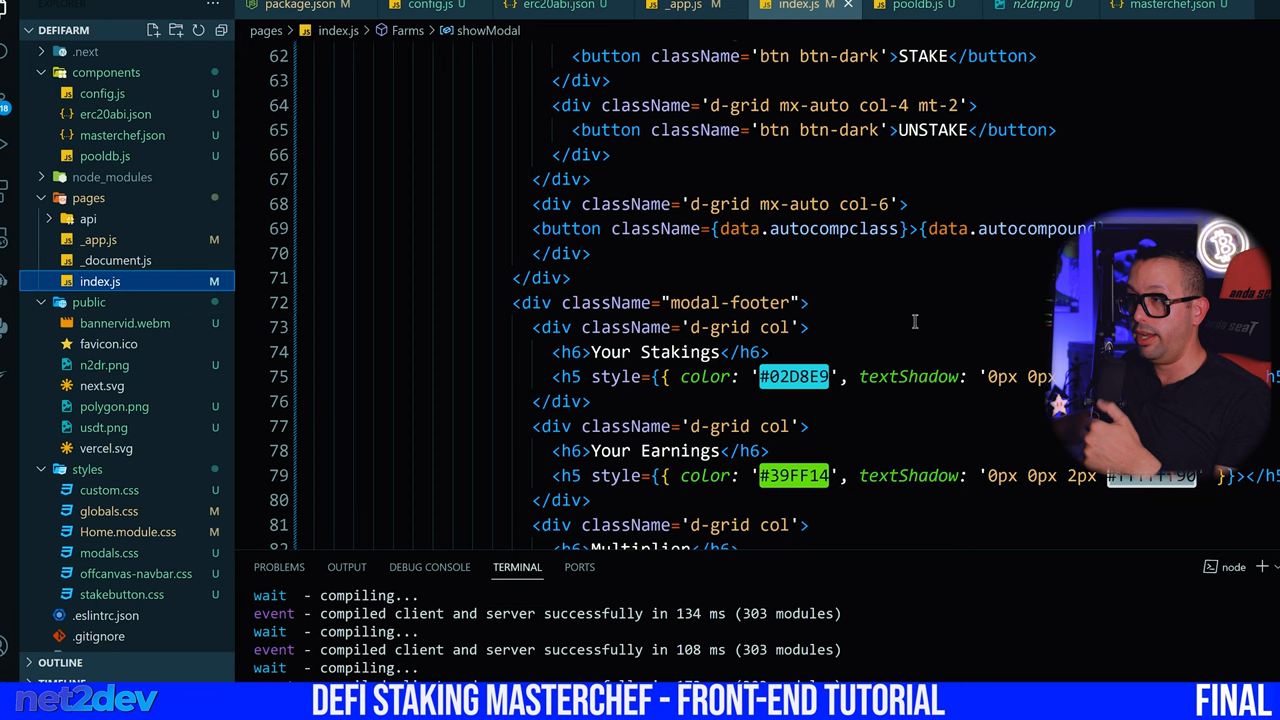 EXPLORER
package.json M
config.js U
erc20abi.json U
_app.js M
index.js M
pooldb.js U
n2dr.png U
masterchef.json U
DEFIFARM
pages > index.js > Farms > showModal
.next
components
config.js U
erc20abi.json U
masterchef.json U
pooldb.js U
node_modules
pages
api
_app.js M
_document.js U
index.js M
public
bannervid.webm U
favicon.ico U
n2dr.png U
next.svg U
polygon.png U
usdt.png U
vercel.svg U
styles
custom.css U
globals.css M
Home.module.css M
modals.css U
offcanvas-navbar.css U
stakebutton.css U
.eslintrc.json U
.gitignore U
OUTLINE
18
62 <button className='btn btn-dark'>STAKE</button>
63 </div>
64 <div className='d-grid mx-auto col-4 mt-2'>
65 <button className='btn btn-dark'>UNSTAKE</button>
66 </div>
67 </div>
68 <div className='d-grid mx-auto col-6'>
69 <button className={data.autocompclass}>{data.autocompound}
70 </div>
71 </div>
72 <div className="modal-footer">
73 <div className='d-grid col'>
74 <h6>Your Stakings</h6>
75 <h5 style={{ color: '#02D8E9', textShadow: '0px 0px
76 </div>
77 <div className='d-grid col'>
78 <h6>Your Earnings</h6>
79 <h5 style={{ color: '#39FF14', textShadow: '0px 0px 2px #ffffff90' }}></h5
80 </div>
81 <div className='d-grid col'>
82 <h6>Multiplier</h6>
PROBLEMS OUTPUT DEBUG CONSOLE TERMINAL PORTS node
wait - compiling...
event - compiled client and server successfully in 134 ms (303 modules)
wait - compiling...
event - compiled client and server successfully in 108 ms (303 modules)
wait - compiling...
anda seaT
net2dev DEFI STAKING MASTERCHEF - FRONT-END TUTORIAL FINAL